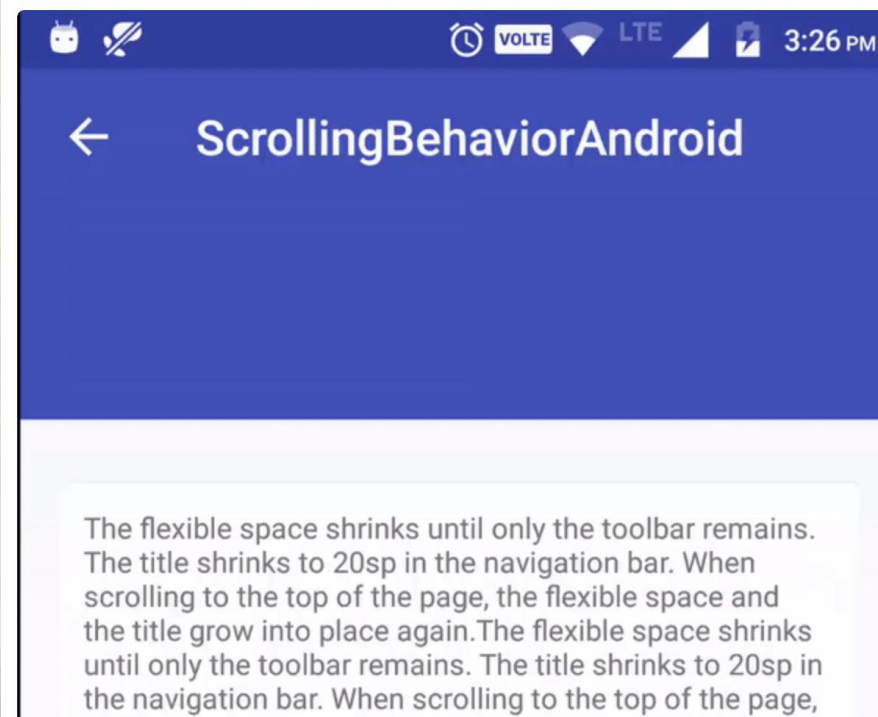 VOLTE LTE 3:26 PM
ScrollingBehaviorAndroid
The flexible space shrinks until only the toolbar remains.
The title shrinks to 20sp in the navigation bar. When
scrolling to the top of the page, the flexible space and
the title grow into place again.The flexible space shrinks
until only the toolbar remains. The title shrinks to 20sp in
the navigation bar. When scrolling to the top of the page,